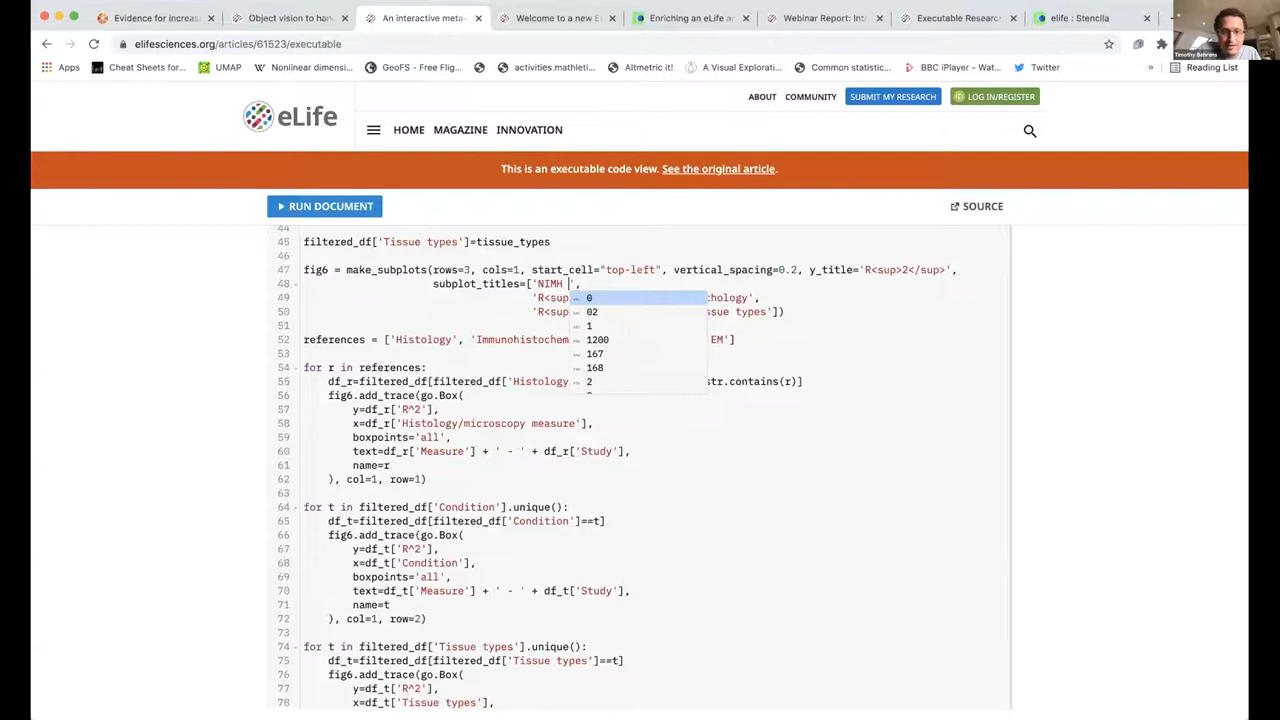 Evidence for increas
Object vision to han
An interactive meta-
Welcome to a new E
Enriching an eLife a
Webinar Report: Int
Executable Researc
elife : Stencila
elifesciences.org/articles/61523/executable
Timothy Behrens
Apps
Cheat Sheets for...
UMAP
Nonlinear dimensi...
GeoFS - Free Flig...
activistic@mathleti...
Altmetric it!
A Visual Explorati...
Common statistic...
BBC iPlayer - Wat...
Twitter
»
Reading List
eLife
ABOUT
COMMUNITY
SUBMIT MY RESEARCH
LOG IN/REGISTER
HOME
MAGAZINE
INNOVATION
This is an executable code view. See the original article.
RUN DOCUMENT
SOURCE
44
45 filtered_df['Tissue types']=tissue_types
46
47 fig6 = make_subplots(rows=3, cols=1, start_cell="top-left", vertical_spacing=0.2, y_title='R<sup>2</sup>',
48 subplot_titles=['NIMH ',
49 'R<sup hology',
50 'R<sup ssue types'])
51
52 references = ['Histology', 'Immunohistochem EM']
53
54 for r in references:
55 df_r=filtered_df[filtered_df['Histology str.contains(r)]
56 fig6.add_trace(go.Box(
57 y=df_r['R^2'],
58 x=df_r['Histology/microscopy measure'],
59 boxpoints='all',
60 text=df_r['Measure'] + ' - ' + df_r['Study'],
61 name=r
62 ), col=1, row=1)
63
64 for t in filtered_df['Condition'].unique():
65 df_t=filtered_df[filtered_df['Condition']==t]
66 fig6.add_trace(go.Box(
67 y=df_t['R^2'],
68 x=df_t['Condition'],
69 boxpoints='all',
70 text=df_t['Measure'] + ' - ' + df_t['Study'],
71 name=t
72 ), col=1, row=2)
73
74 for t in filtered_df['Tissue types'].unique():
75 df_t=filtered_df[filtered_df['Tissue types']==t]
76 fig6.add_trace(go.Box(
77 y=df_t['R^2'],
78 x=df_t['Tissue types'],
0
02
1
1200
167
168
2